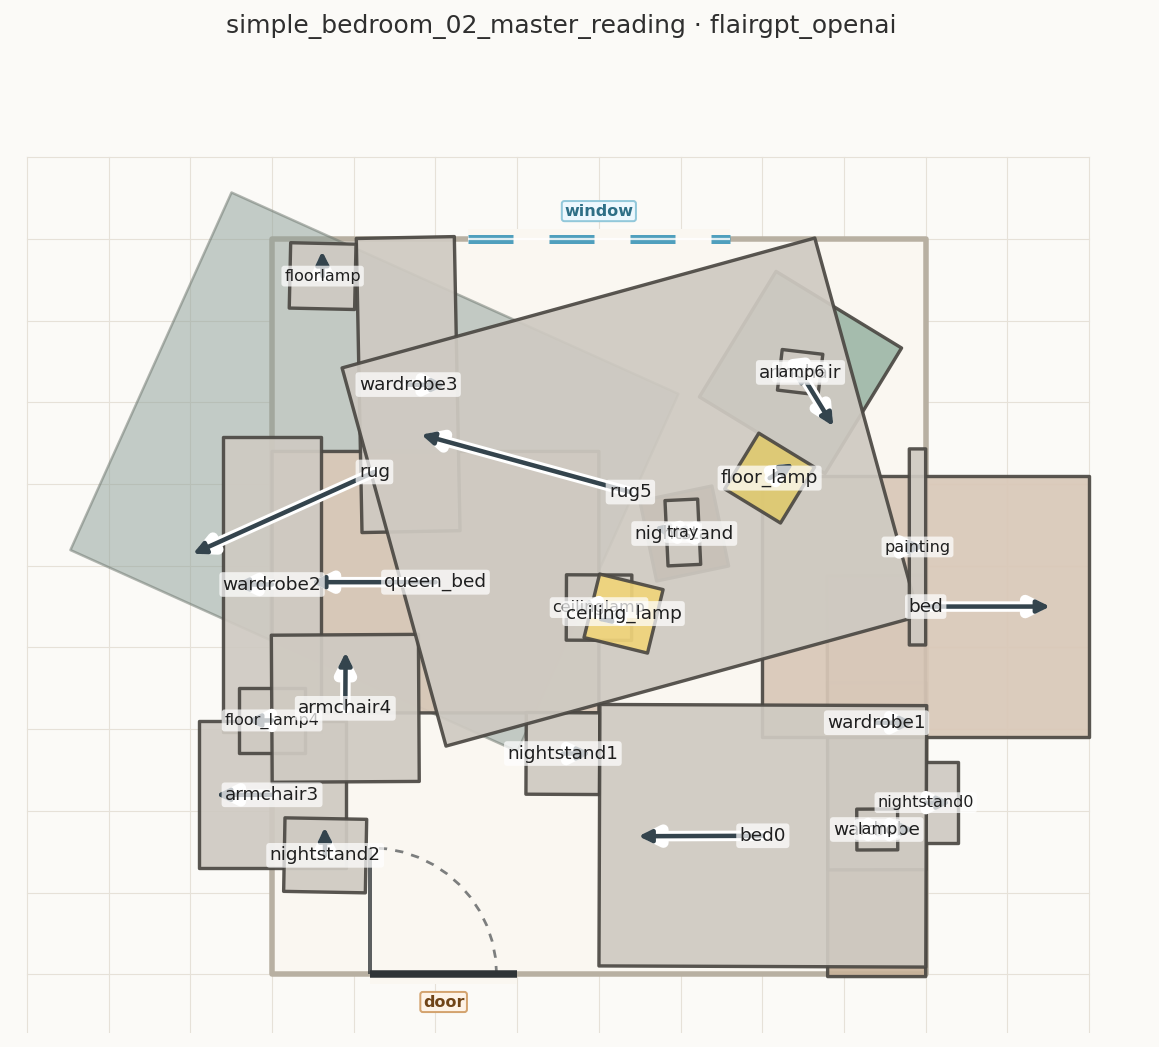 simple_bedroom_02_master_reading · flairgpt_openai
window
floorlamp
lamp6
wardrobe3
rug
rug5
floor_lamp
tray
painting
wardrobe2
queen_bed
ceiling_lamp
bed
armchair4
floor_lamp4
wardrobe1
nightstand1
armchair3
nightstand0
lamp
bed0
nightstand2
door